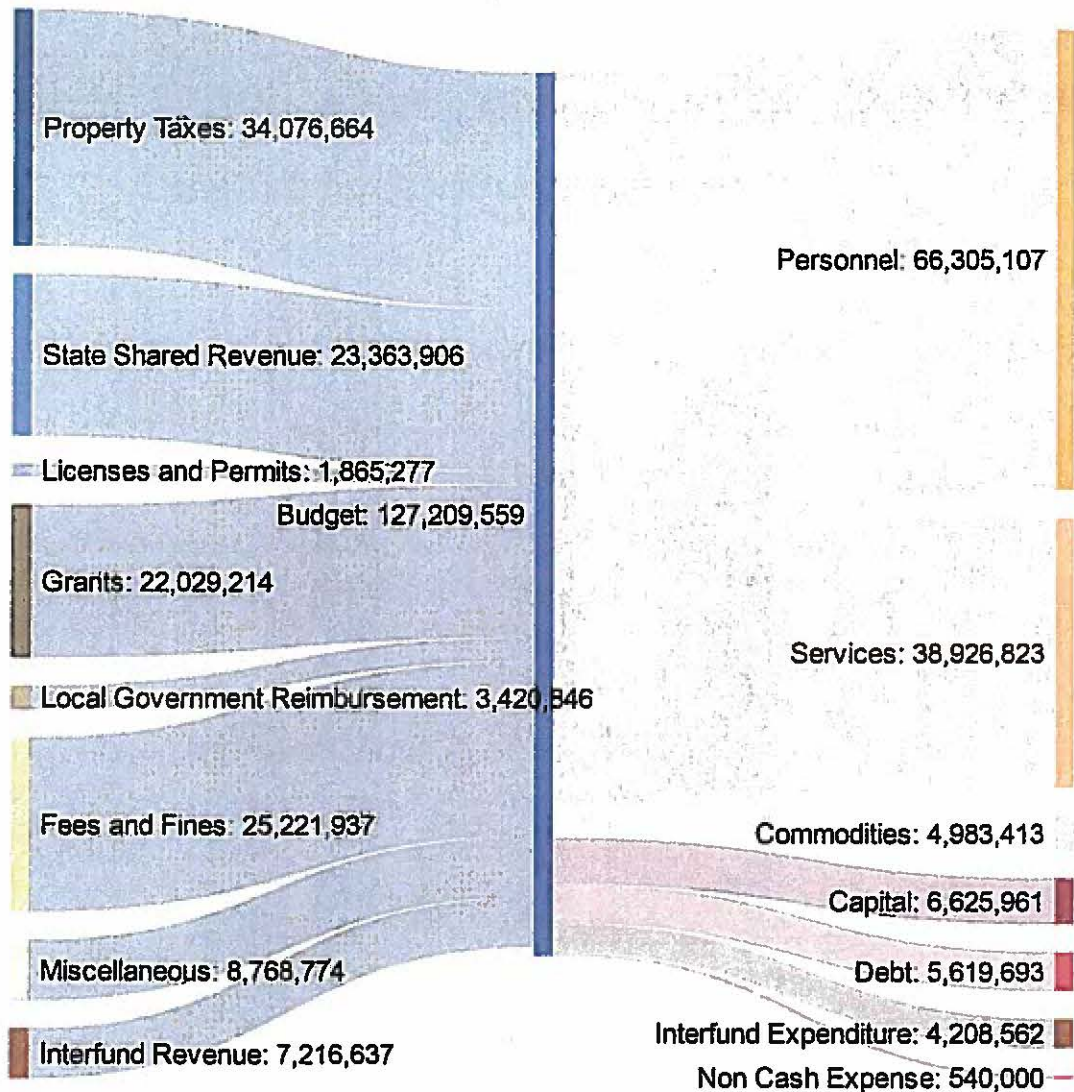 Property Taxes: 34,076,664
State Shared Revenue: 23,363,906
Licenses and Permits: 1,865,277
Budget: 127,209,559
Grants: 22,029,214
Local Government Reimbursement: 3,420,846
Fees and Fines: 25,221,937
Miscellaneous: 8,768,774
Interfund Revenue: 7,216,637
Personnel: 66,305,107
Services: 38,926,823
Commodities: 4,983,413
Capital: 6,625,961
Debt: 5,619,693
Interfund Expenditure: 4,208,562
Non Cash Expense: 540,000